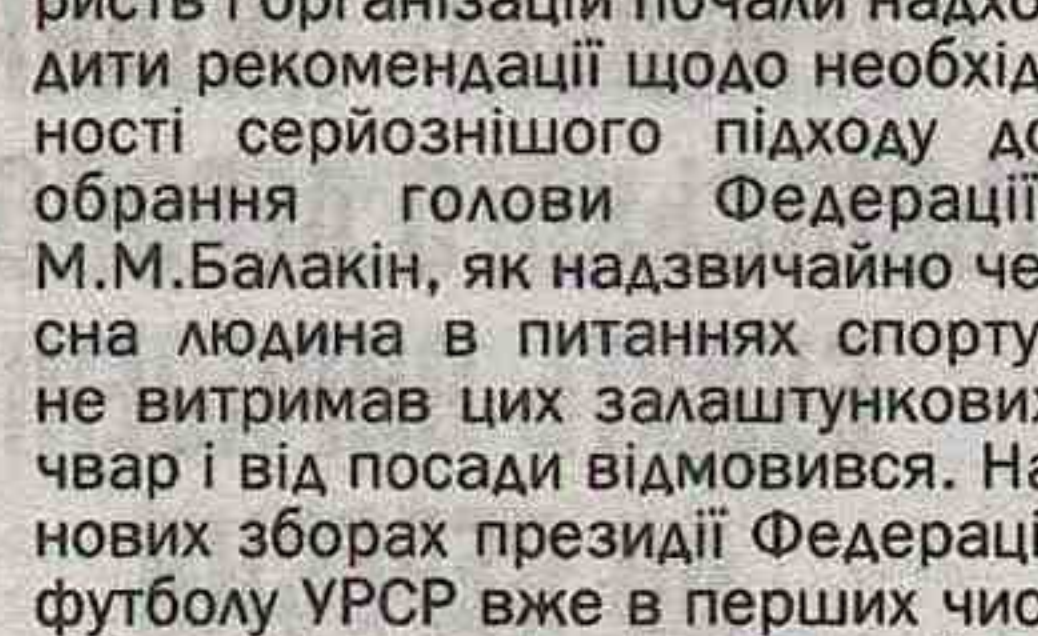 ристь і організацій почали надхо
дити рекомендації щодо необхід
ності серйознішого підходу до
обрання голови Федерації
М.М.Балакін, як надзвичайно че
сна людина в питаннях спорту,
не витримав цих залаштункових
чвар і від посади відмовився. На
нових зборах президії Федераці
футболу УРСР вже в перших чис